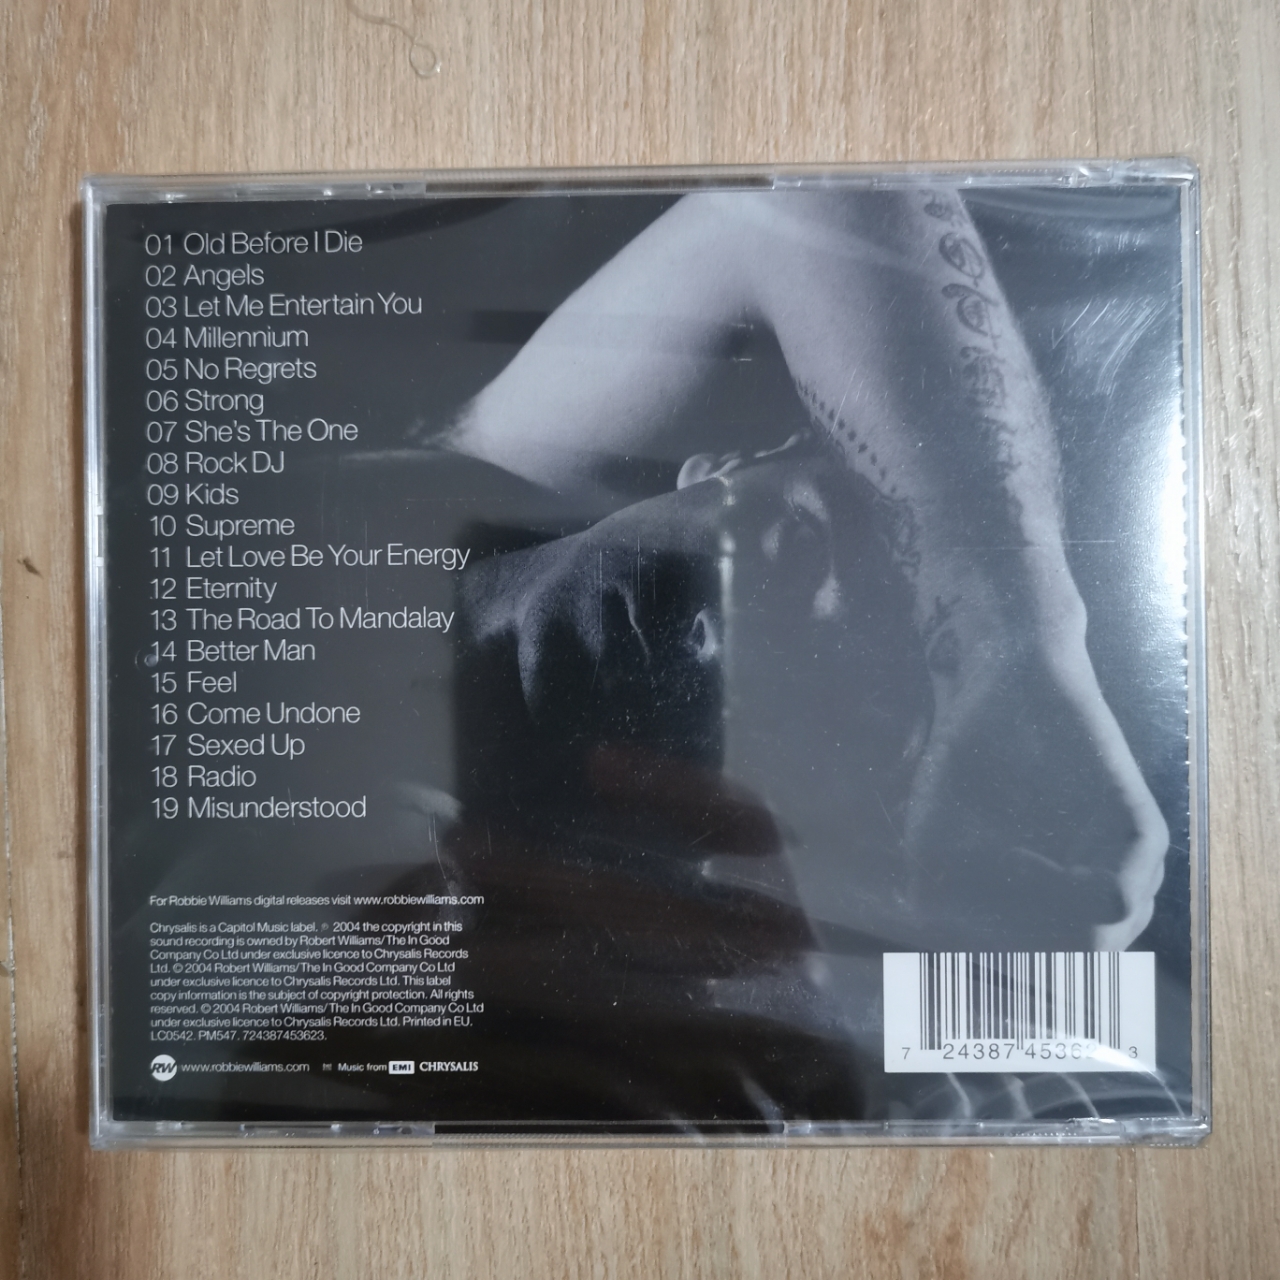 01 Old Before I Die
02 Angels
03 Let Me Entertain You
04 Millennium
05 No Regrets
06 Strong
07 She's The One
08 Rock DJ
09 Kids
10 Supreme
11 Let Love Be Your Energy
12 Eternity
13 The Road To Mandalay
14 Better Man
15 Feel
16 Come Undone
17 Sexed Up
18 Radio
19 Misunderstood
For Robbie Williams digital releases visit www.robbiewilliams.com
Chrysalis is a Capitol Music label. ℗ 2004 the copyright in this
sound recording is owned by Robert Williams/The In Good
Company Co Ltd under exclusive licence to Chrysalis Records
Ltd. © 2004 Robert Williams/The In Good Company Co Ltd
under exclusive licence to Chrysalis Records Ltd. This label
copy information is the subject of copyright protection. All rights
reserved. © 2004 Robert Williams/The In Good Company Co Ltd
under exclusive licence to Chrysalis Records Ltd. Printed in EU.
LC0542. PM547. 724387453623.
RW www.robbiewilliams.com Music from EMI CHRYSALIS
7 24387 45362 3